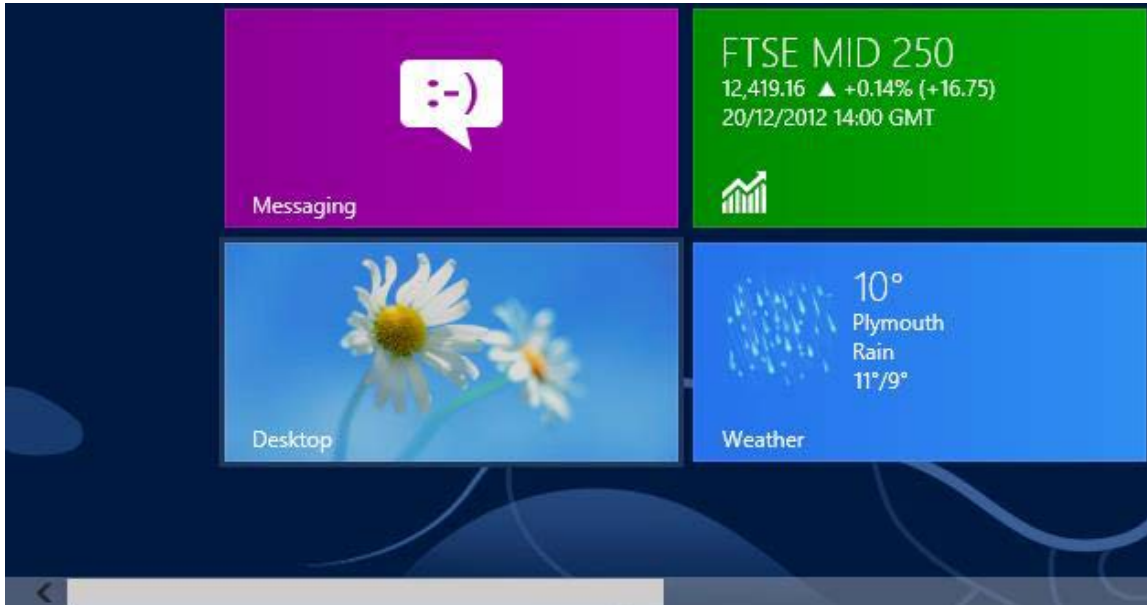 :-)
Messaging
FTSE MID 250
12,419.16 ▲ +0.14% (+16.75)
20/12/2012 14:00 GMT
Desktop
10°
Plymouth
Rain
11°/9°
Weather